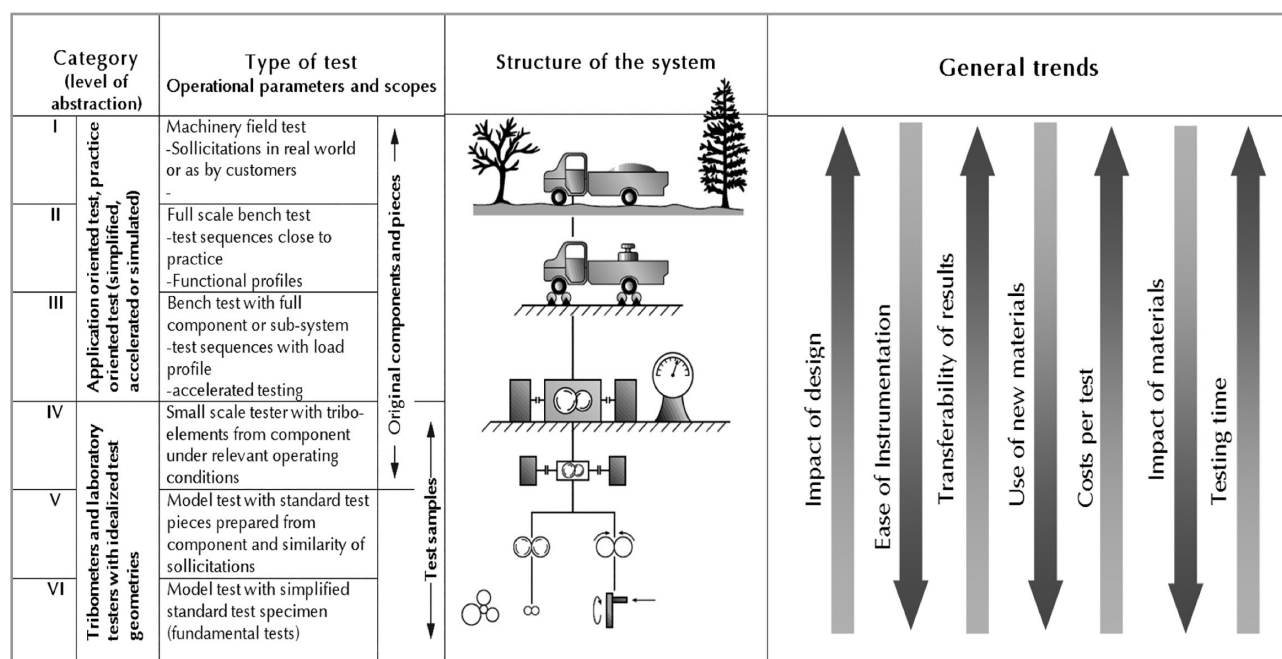 Category
(level of
abstraction)
Type of test
Operational parameters and scopes
Structure of the system
General trends
Application oriented test, practice
oriented test (simplified,
accelerated or simulated)
Tribometers and laboratory
testers with idealized test
geometries
I
Machinery field test
-Sollicitations in real world
or as by customers
-
II
Full scale bench test
-test sequences close to
practice
-Functional profiles
III
Bench test with full
component or sub-system
-test sequences with load
profile
-accelerated testing
IV
Small scale tester with tribo-
elements from component
under relevant operating
conditions
V
Model test with standard test
pieces prepared from
component and similarity of
sollicitations
VI
Model test with simplified
standard test specimen
(fundamental tests)
Original components and pieces
Test samples
Impact of design
Ease of Instrumentation
Transferability of results
Use of new materials
Costs per test
Impact of materials
Testing time